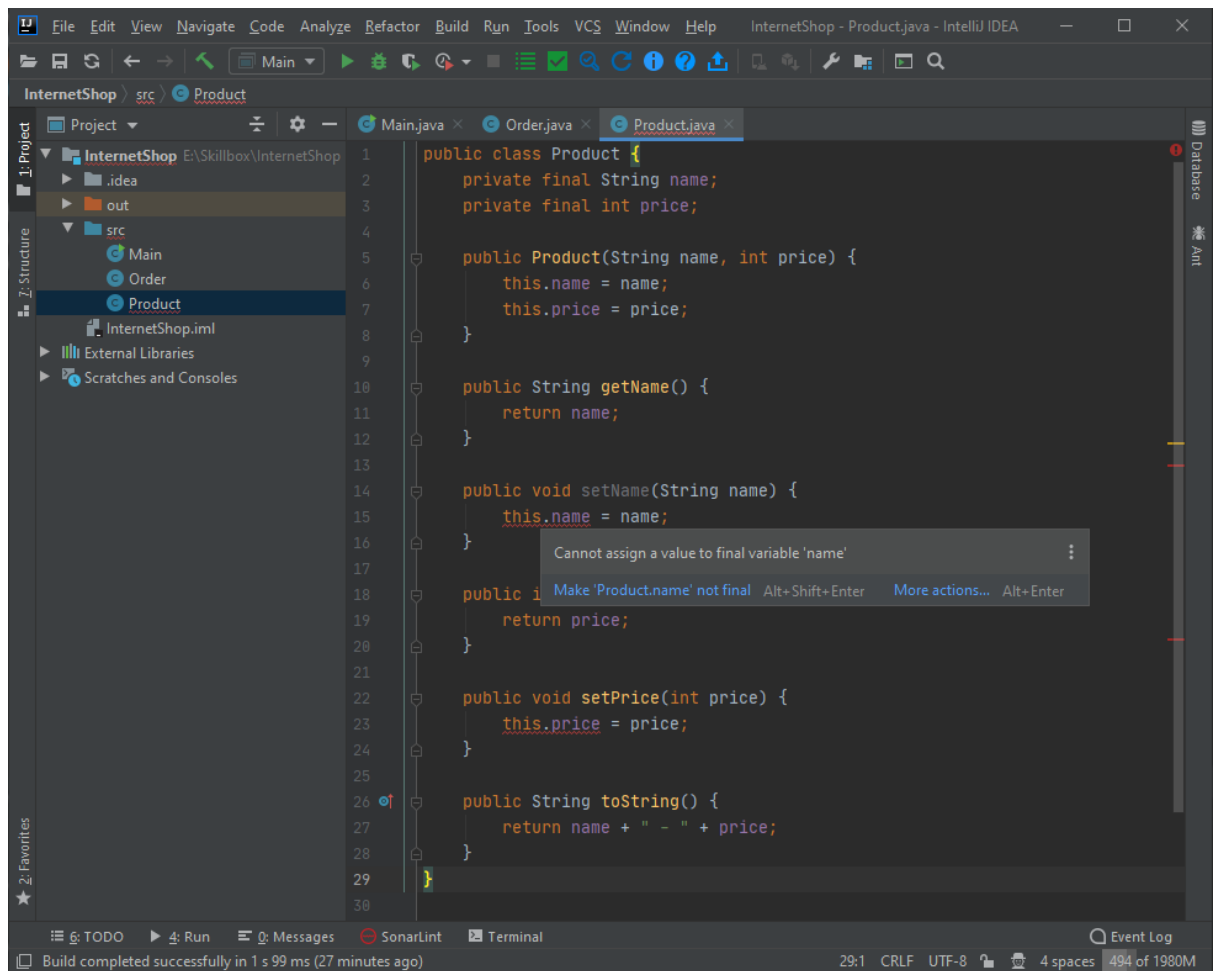 File Edit View Navigate Code Analyze Refactor Build Run Tools VCS Window Help InternetShop - Product.java - IntelliJ IDEA
Main
InternetShop src Product
Project
Main.java Order.java Product.java
1: Project
7: Structure
2: Favorites
InternetShop E:\Skillbox\InternetShop
.idea
out
src
Main
Order
Product
InternetShop.iml
External Libraries
Scratches and Consoles
1 public class Product {
2 private final String name;
3 private final int price;
4
5 public Product(String name, int price) {
6 this.name = name;
7 this.price = price;
8 }
9
10 public String getName() {
11 return name;
12 }
13
14 public void setName(String name) {
15 this.name = name;
16 }
17
18 public i
19 return price;
20 }
21
22 public void setPrice(int price) {
23 this.price = price;
24 }
25
26 public String toString() {
27 return name + " - " + price;
28 }
29 }
30
Cannot assign a value to final variable 'name'
Make 'Product.name' not final Alt+Shift+Enter More actions... Alt+Enter
Database
Ant
6: TODO 4: Run 0: Messages SonarLint Terminal Event Log
Build completed successfully in 1 s 99 ms (27 minutes ago) 29:1 CRLF UTF-8 4 spaces 494 of 1980M